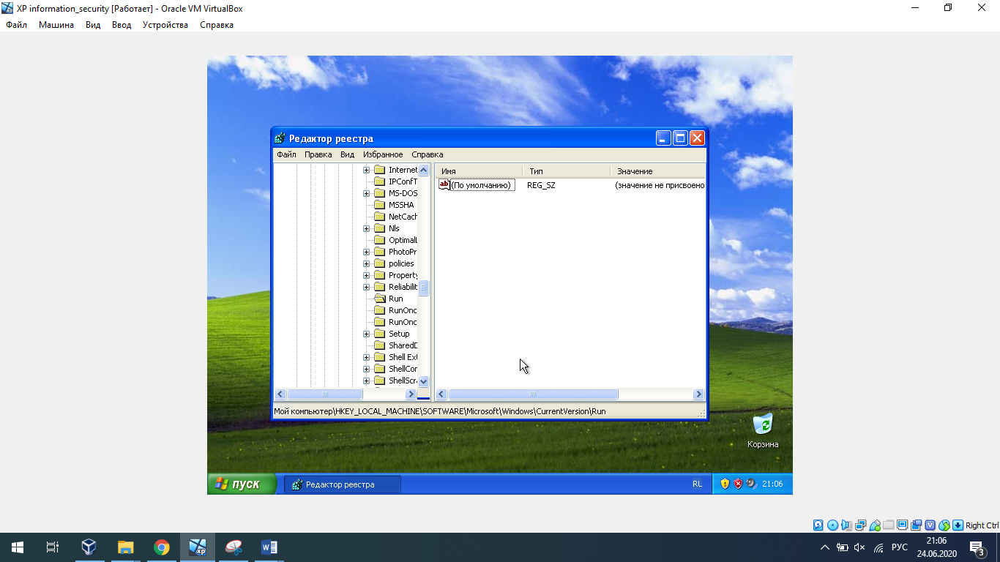 XP information_security [Работает] - Oracle VM VirtualBox
Файл Машина Вид Ввод Устройства Справка
Редактор реестра
Файл Правка Вид Избранное Справка
Internet
IPConfT
MS-DOS
MSSHA
NetCach
Nls
OptimalL
PhotoPr
policies
Property
Reliabilit
Run
RunOnc
RunOnc
Setup
SharedD
Shell Ext
ShellCor
ShellScra
Имя Тип Значение
ab (По умолчанию) REG_SZ (значение не присвоено
Мой компьютер\HKEY_LOCAL_MACHINE\SOFTWARE\Microsoft\Windows\CurrentVersion\Run
Корзина
пуск Редактор реестра RL 21:06
Right Ctrl
xp W РУС 21:06
24.06.2020
3